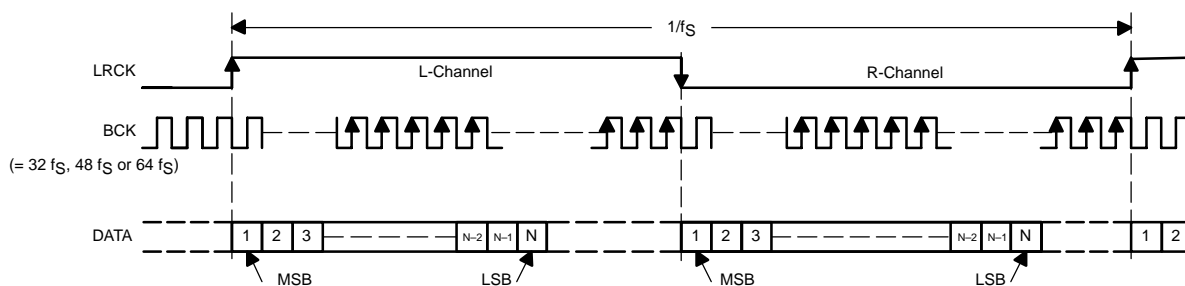 1/fS
LRCK
L-Channel
R-Channel
BCK
(= 32 fS, 48 fS or 64 fS)
DATA
1 2 3 N–2 N–1 N 1 2 3 N–2 N–1 N 1 2
MSB LSB MSB LSB